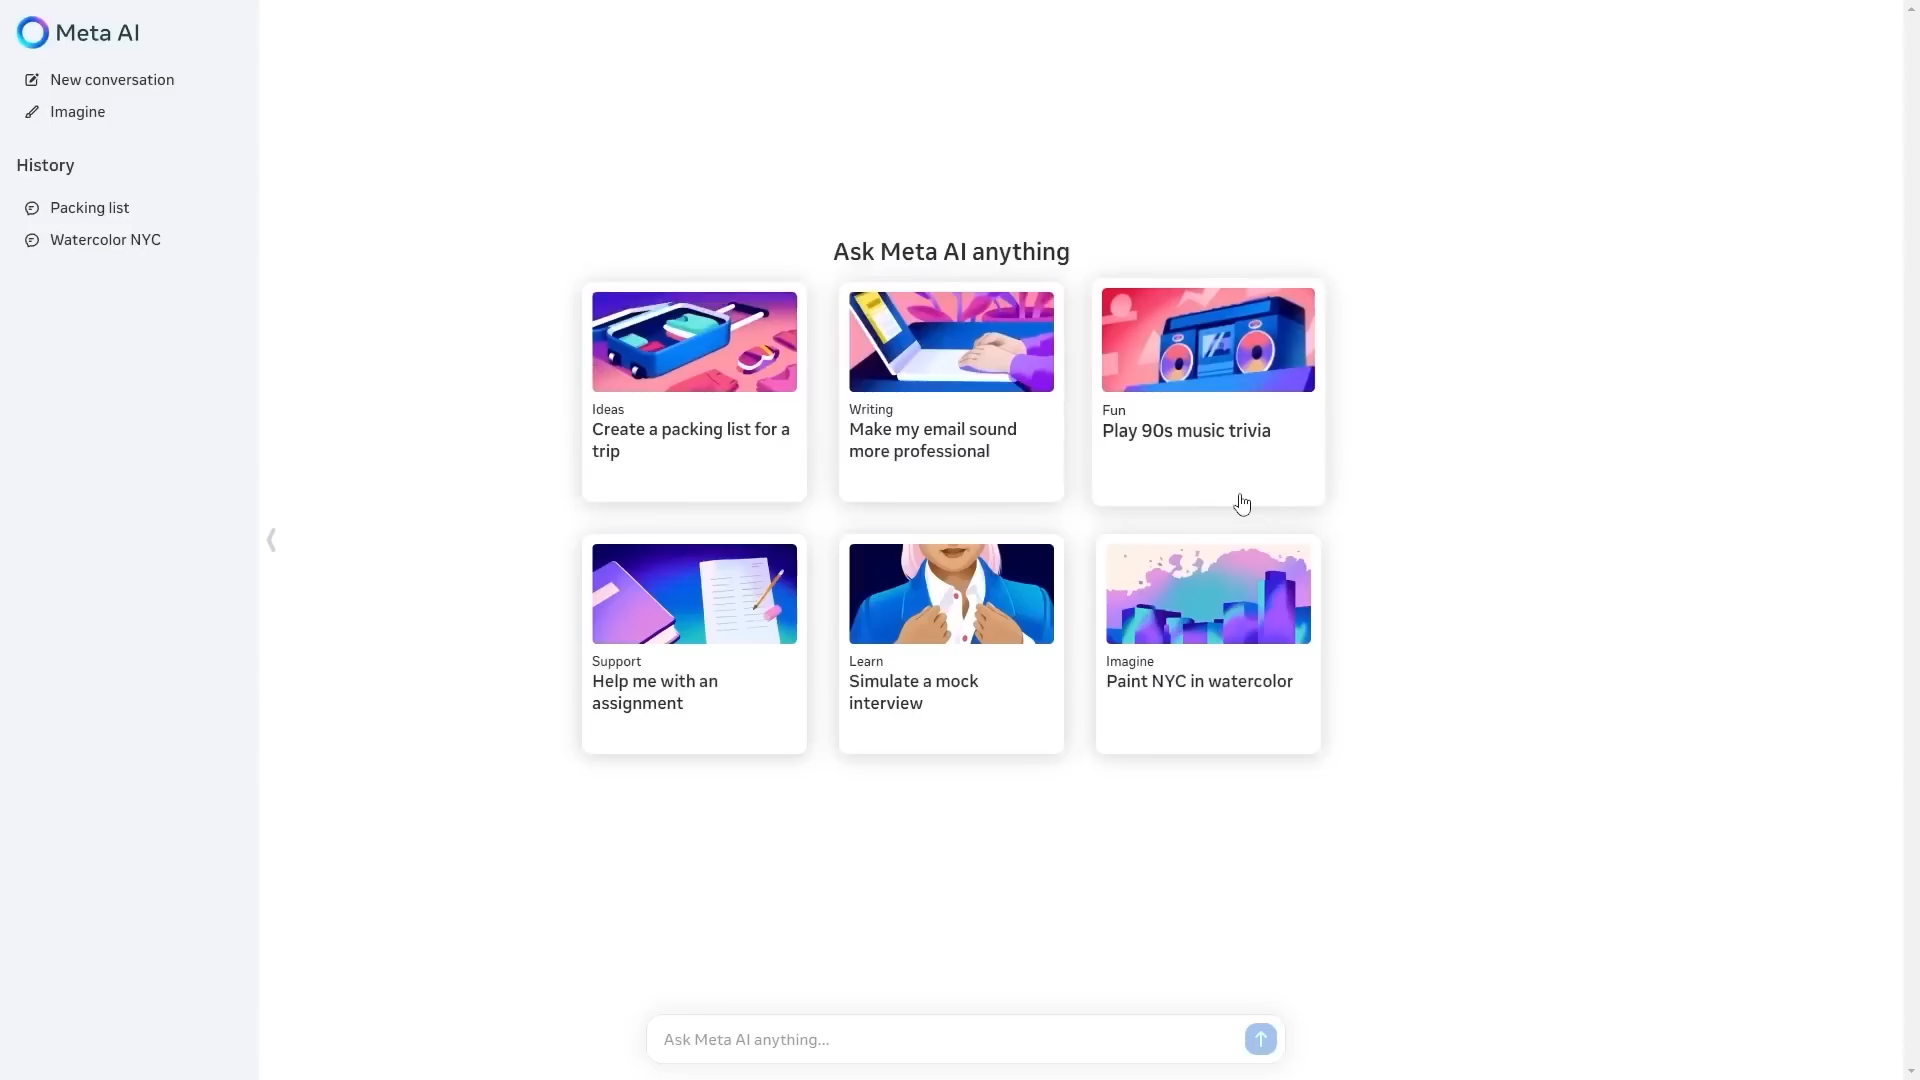 Meta AI
New conversation
Imagine
History
Packing list
Watercolor NYC
Ask Meta AI anything
Ideas
Create a packing list for a
trip
Writing
Make my email sound
more professional
Fun
Play 90s music trivia
Support
Help me with an
assignment
Learn
Simulate a mock
interview
Imagine
Paint NYC in watercolor
Ask Meta AI anything...